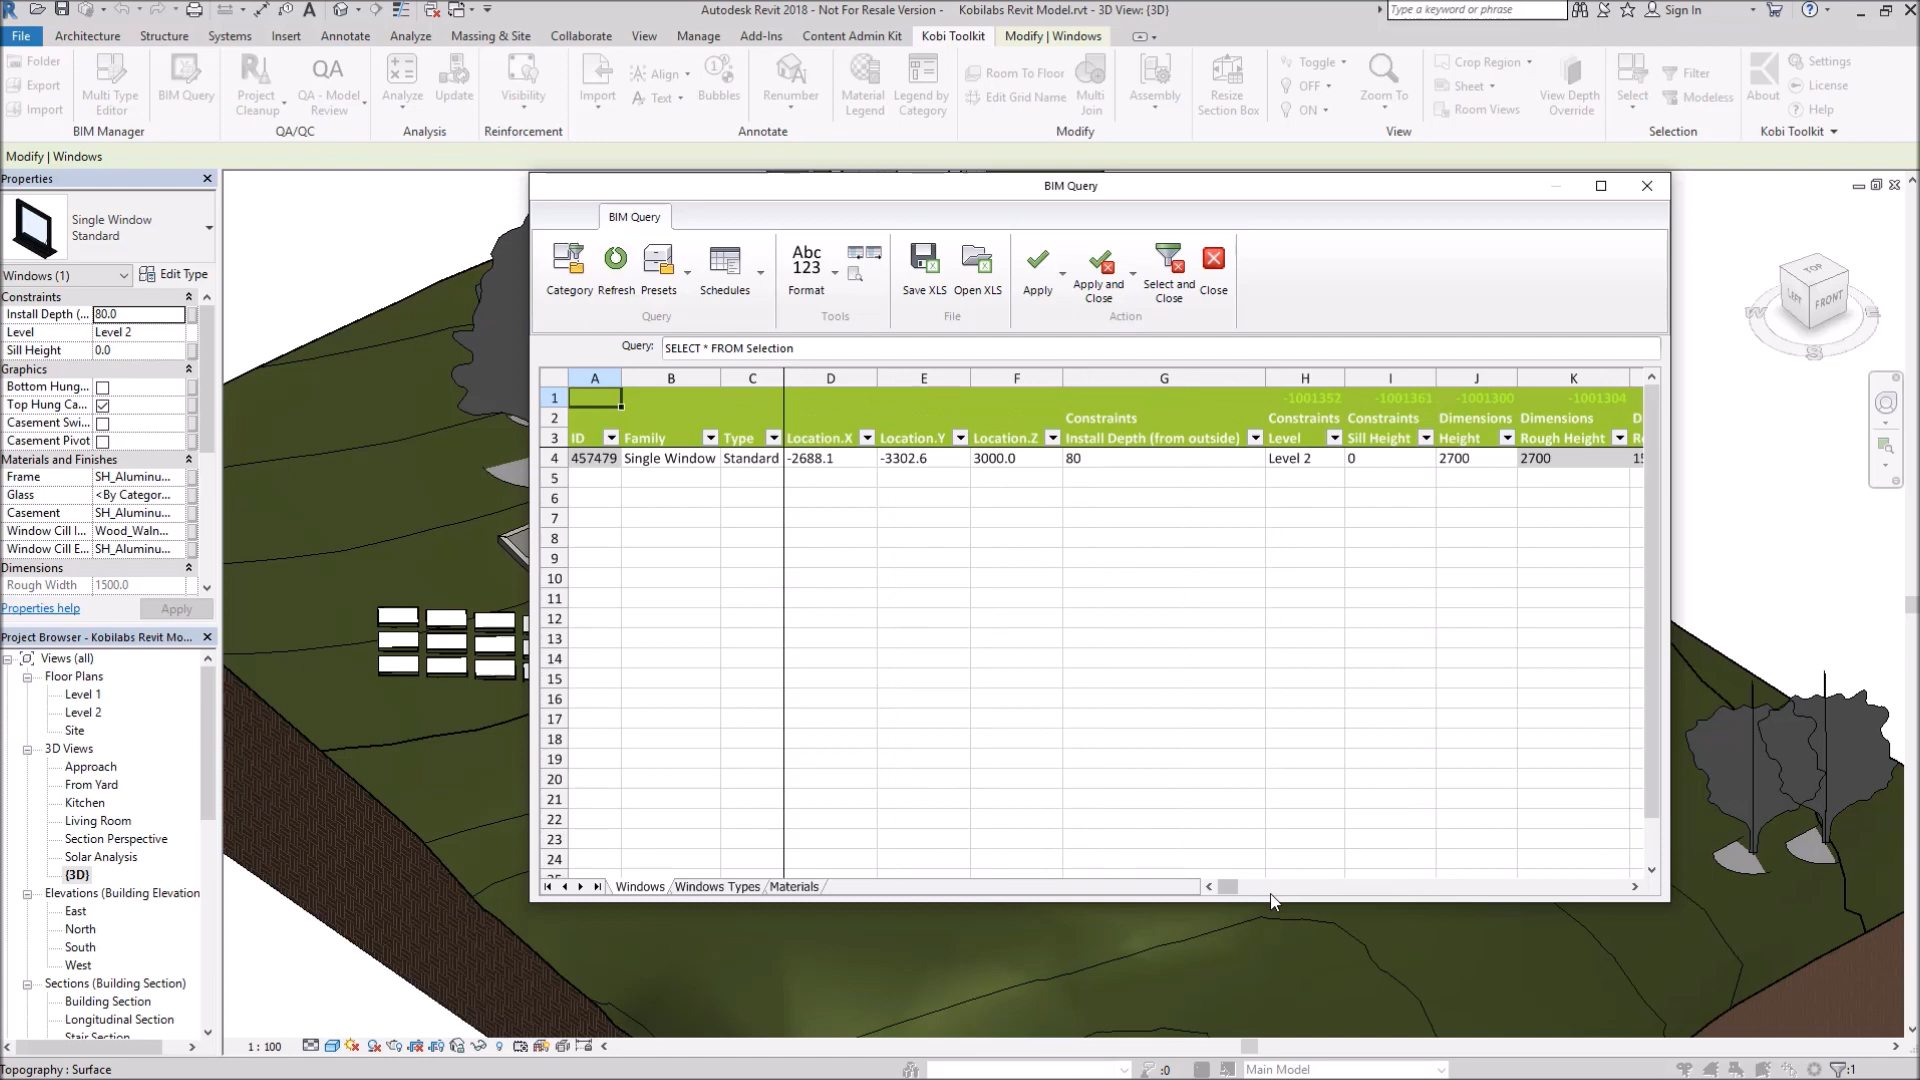 Autodesk Revit 2018 - Not For Resale Version - Kobilabs Revit Model.rvt - 3D View: {3D}
Type a keyword or phrase
Sign In
File Architecture Structure Systems Insert Annotate Analyze Massing & Site Collaborate View Manage Add-Ins Content Admin Kit Kobi Toolkit Modify | Windows
Folder
Export
Import
Multi Type Editor
BIM Query
BIM Manager
Project Cleanup
QA - Model Review
QA/QC
Analyze
Update
Analysis
Visibility
Reinforcement
Import
Align
Text
Bubbles
Renumber
Material Legend
Legend by Category
Annotate
Room To Floor
Edit Grid Name
Multi Join
Modify
Assembly
Resize Section Box
Toggle
OFF
ON
Zoom To
Crop Region
Sheet
Room Views
View Depth Override
View
Select
Filter
Modeless
Selection
About
Settings
License
Help
Kobi Toolkit
Modify | Windows
Properties
Single Window
Standard
Windows (1)
Edit Type
Constraints
Install Depth (... 80.0
Level Level 2
Sill Height 0.0
Graphics
Bottom Hung...
Top Hung Ca...
Casement Swi...
Casement Pivot
Materials and Finishes
Frame SH_Aluminu...
Glass <By Categor...
Casement SH_Aluminu...
Window Cill I... Wood_Waln...
Window Cill E... SH_Aluminu...
Dimensions
Rough Width 1500.0
Properties help
Apply
Project Browser - Kobilabs Revit Mo...
Views (all)
Floor Plans
Level 1
Level 2
Site
3D Views
Approach
From Yard
Kitchen
Living Room
Section Perspective
Solar Analysis
{3D}
Elevations (Building Elevation
East
North
South
West
Sections (Building Section)
Building Section
Longitudinal Section
Stair Section
BIM Query
BIM Query
Category
Refresh
Presets
Schedules
Query
Abc
123
Format
Tools
Save XLS
Open XLS
File
Apply
Apply and Close
Select and Close
Close
Action
Query: SELECT * FROM Selection
A B C D E F G H I J K
1 -1001352 -1001361 -1001300 -1001304
2 Constraints Constraints Constraints Dimensions Dimensions D
3 ID Family Type Location.X Location.Y Location.Z Install Depth (from outside) Level Sill Height Height Rough Height R
4 457479 Single Window Standard -2688.1 -3302.6 3000.0 80 Level 2 0 2700 2700 15
5
6
7
8
9
10
11
12
13
14
15
16
17
18
19
20
21
22
23
24
Windows Windows Types Materials
TOP
LEFT
FRONT
W
E
S
1 : 100
Topography : Surface
:0
Main Model
:1